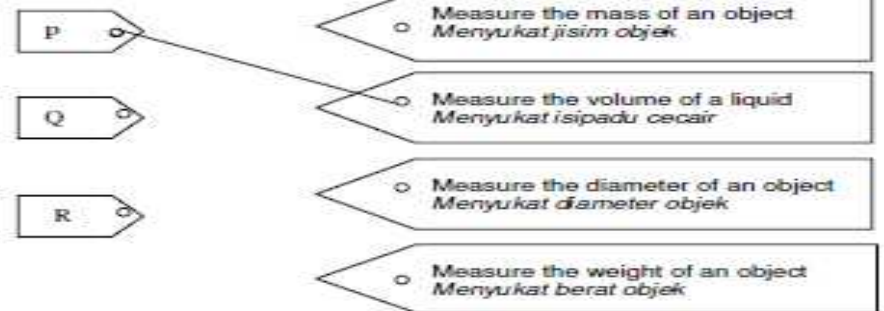 P
Measure the mass of an object
Menyukat jisim objek
Measure the volume of a liquid
Menyukat isipadu cecair
Q
Measure the diameter of an object
Menyukat diameter objek
R
Measure the weight of an object
Menyukat berat objek